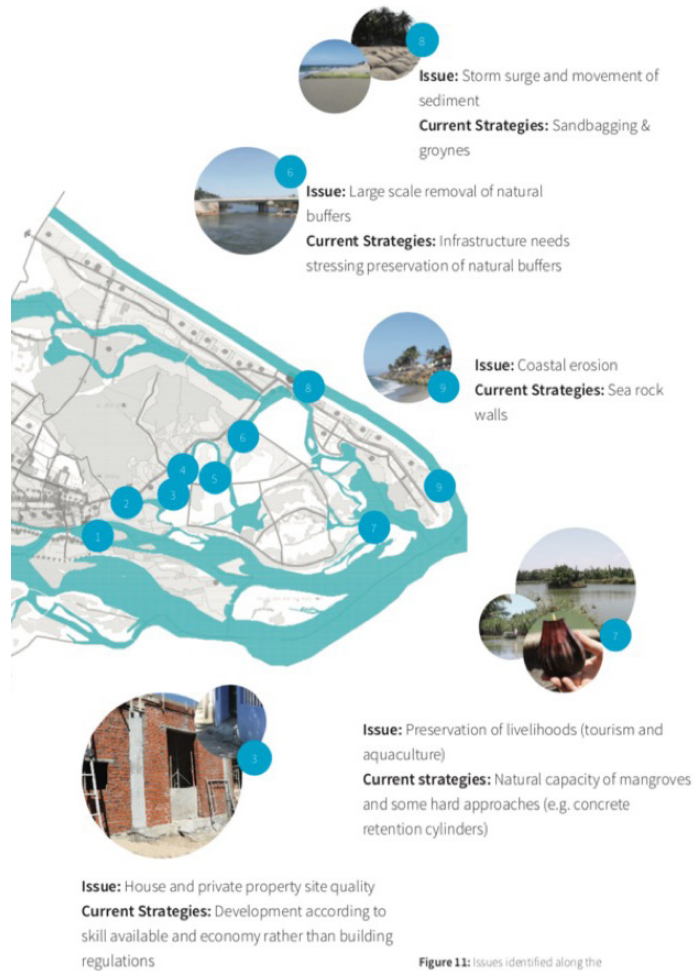 8
Issue: Storm surge and movement of
sediment
Current Strategies: Sandbagging &
groynes
6
Issue: Large scale removal of natural
buffers
Current Strategies: Infrastructure needs
stressing preservation of natural buffers
9
Issue: Coastal erosion
Current Strategies: Sea rock
walls
8
6
4
5
9
3
2
7
1
7
Issue: Preservation of livelihoods (tourism and
aquaculture)
Current strategies: Natural capacity of mangroves
and some hard approaches (e.g. concrete
retention cylinders)
3
Issue: House and private property site quality
Current Strategies: Development according to
skill available and economy rather than building
regulations
Figure 11: Issues identified along the